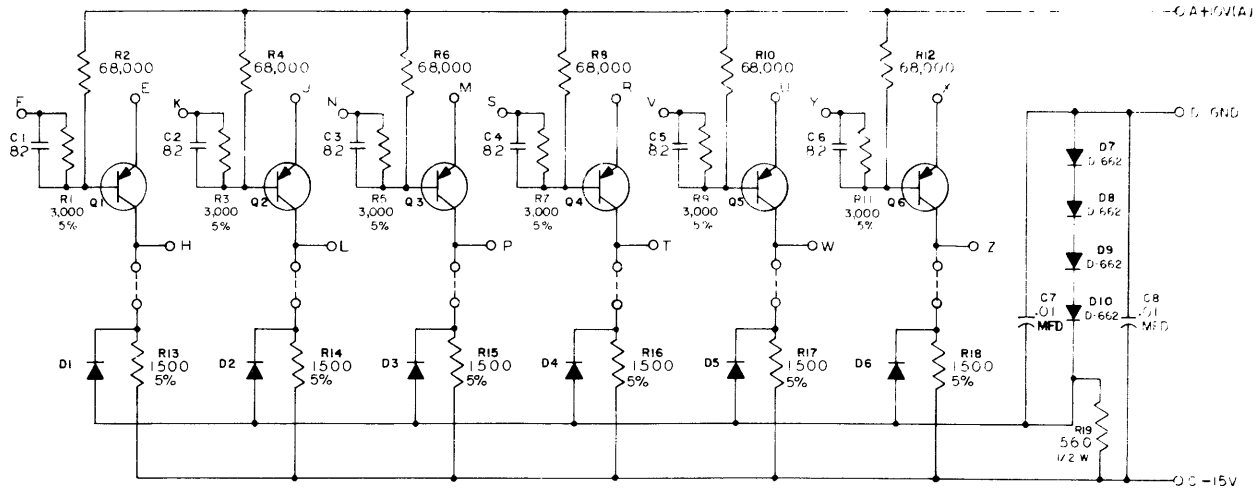 A+10V(A)
R2
68,000
R4
68,000
R6
68,000
R8
68,000
R10
68,000
R12
68,000
E
J
M
R
U
X
F
K
N
S
V
Y
D GND
C1
82
C2
82
C3
82
C4
82
C5
82
C6
82
D7
D-662
D8
D-662
D9
D-662
D10
D-662
R1
3,000
5%
Q1
R3
3,000
5%
Q2
R5
3,000
5%
Q3
R7
3,000
5%
Q4
R9
3,000
5%
Q5
R11
3,000
5%
Q6
H
L
P
T
W
Z
C7
.01
MFD
C8
.01
MFD
D1
R13
1500
5%
D2
R14
1500
5%
D3
R15
1500
5%
D4
R16
1500
5%
D5
R17
1500
5%
D6
R18
1500
5%
R19
560
1/2 W
C -15V